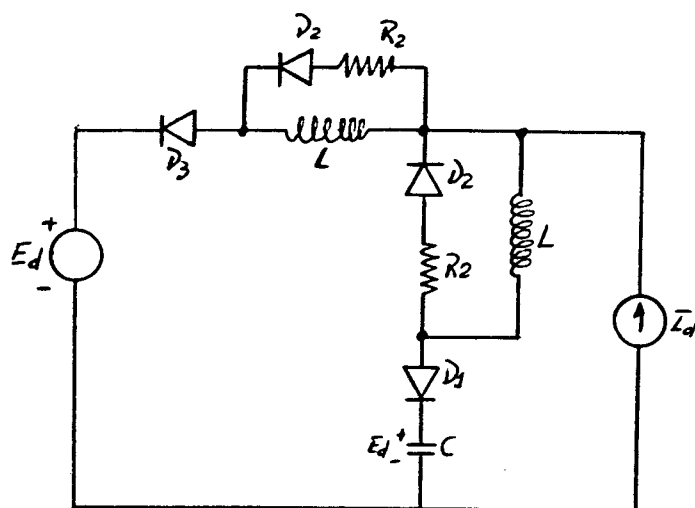 D2 R2
D3 L
D2
+
Ed
-
R2
L
Id
D1
Ed + - C